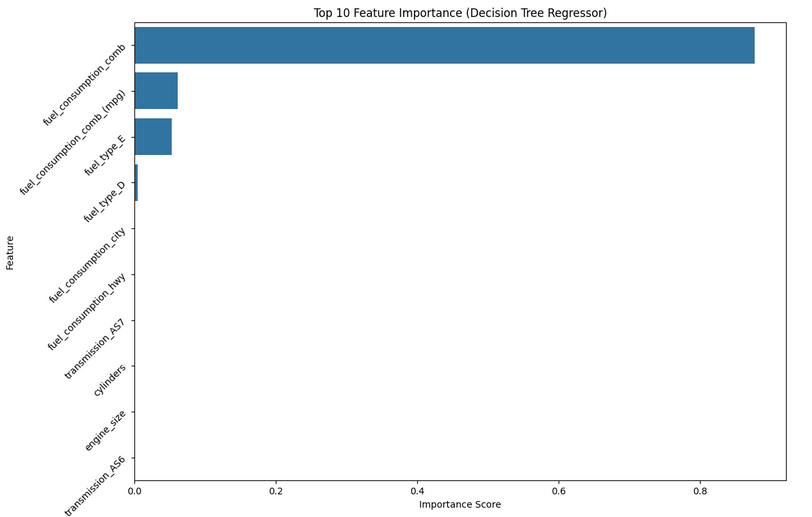 Top 10 Feature Importance (Decision Tree Regressor)
Feature
fuel_consumption_comb
fuel_consumption_comb_(mpg)
fuel_type_E
fuel_type_D
fuel_consumption_city
fuel_consumption_hwy
transmission_AS7
cylinders
engine_size
transmission_AS6
0.0 0.2 0.4 0.6 0.8
Importance Score